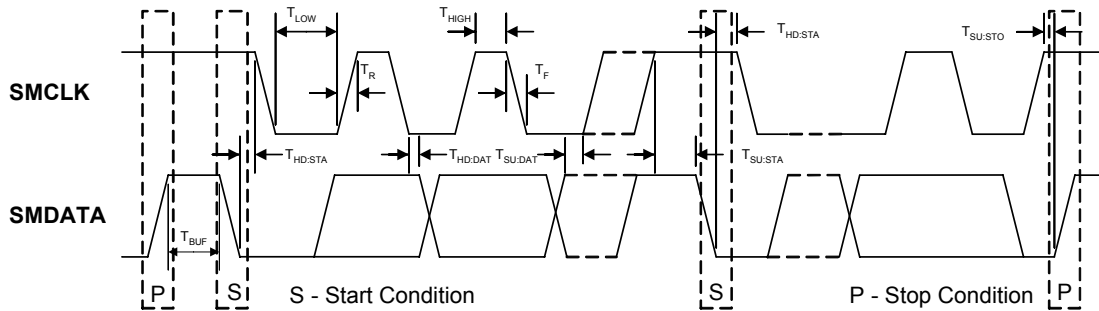 T_LOW T_HIGH T_HD:STA T_SU:STO
T_R T_F
SMCLK
T_HD:STA T_HD:DAT T_SU:DAT T_SU:STA
SMDATA
T_BUF
P S S - Start Condition S P - Stop Condition P